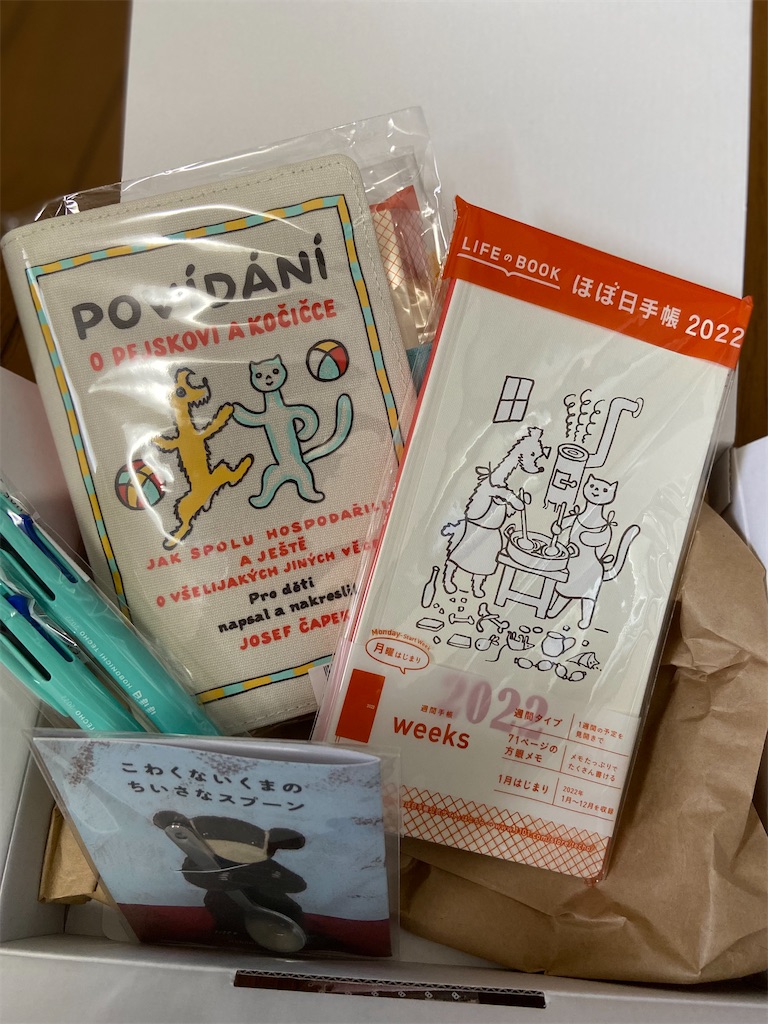 POVÍDÁNÍ
O PEJSKOVI A KOČIČCE
JAK SPOLU HOSPODAŘILI
A JEŠTĚ
O VŠELIJAKÝCH JINÝCH VĚCECH
Pro děti
napsal a nakreslil
JOSEF ČAPEK
LIFEのBOOK
ほぼ日手帳 2022
Monday-Start Week
月曜はじまり
2022
週間手帳
weeks
週間タイプ
1週間の予定を
見開きで
71ページの
方眼メモ
メモたっぷりで
たくさん書ける
1月はじまり
2022年
1月〜12月を収録
HOBONICHI TECHO
TECHO
こわくないくまの
ちいさなスプーン